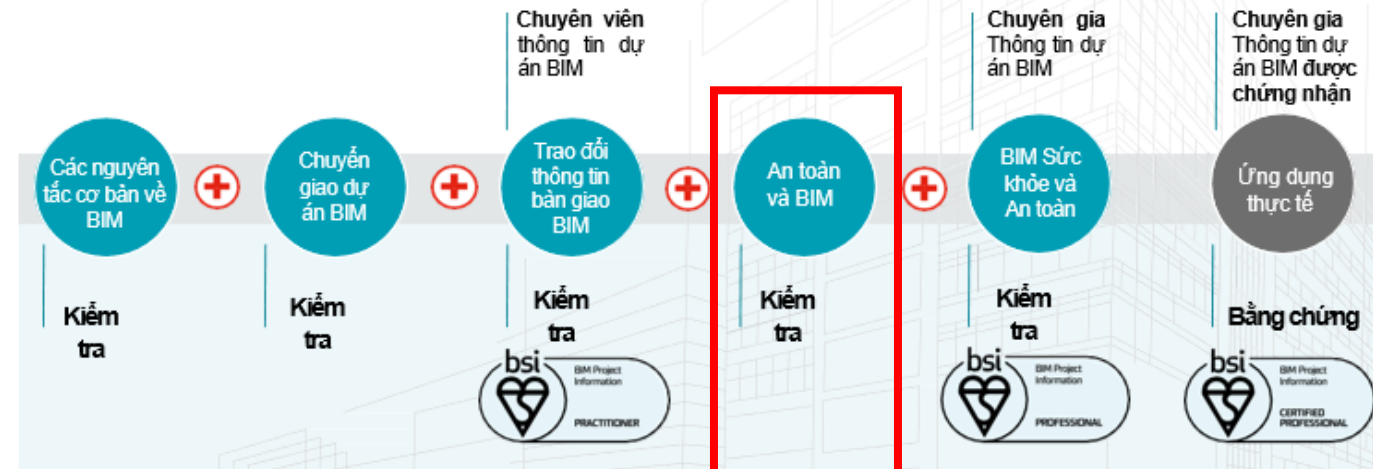 Chuyên viên
thông tin dự
án BIM
Chuyên gia
Thông tin dự
án BIM
Chuyên gia
Thông tin dự
án BIM được
chứng nhận
Các nguyên
tắc cơ bản về
BIM
Chuyển
giao dự
án BIM
Trao đổi
thông tin
bàn giao
BIM
An toàn
và BIM
BIM Sức
khỏe và
An toàn
Ứng dụng
thực tế
Kiểm
tra
Kiểm
tra
Kiểm
tra
Kiểm
tra
Kiểm
tra
Bằng chứng
bsi
BIM Project
Information
PRACTITIONER
bsi
BIM Project
Information
PROFESSIONAL
bsi
BIM Project
Information
CERTIFIED
PROFESSIONAL